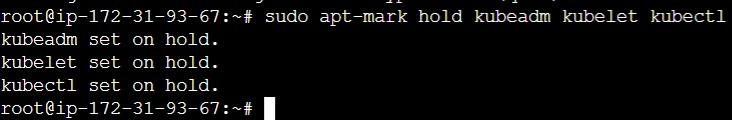 root@ip-172-31-93-67:~# sudo apt-mark hold kubeadm kubelet kubectl
kubeadm set on hold.
kubelet set on hold.
kubectl set on hold.
root@ip-172-31-93-67:~#